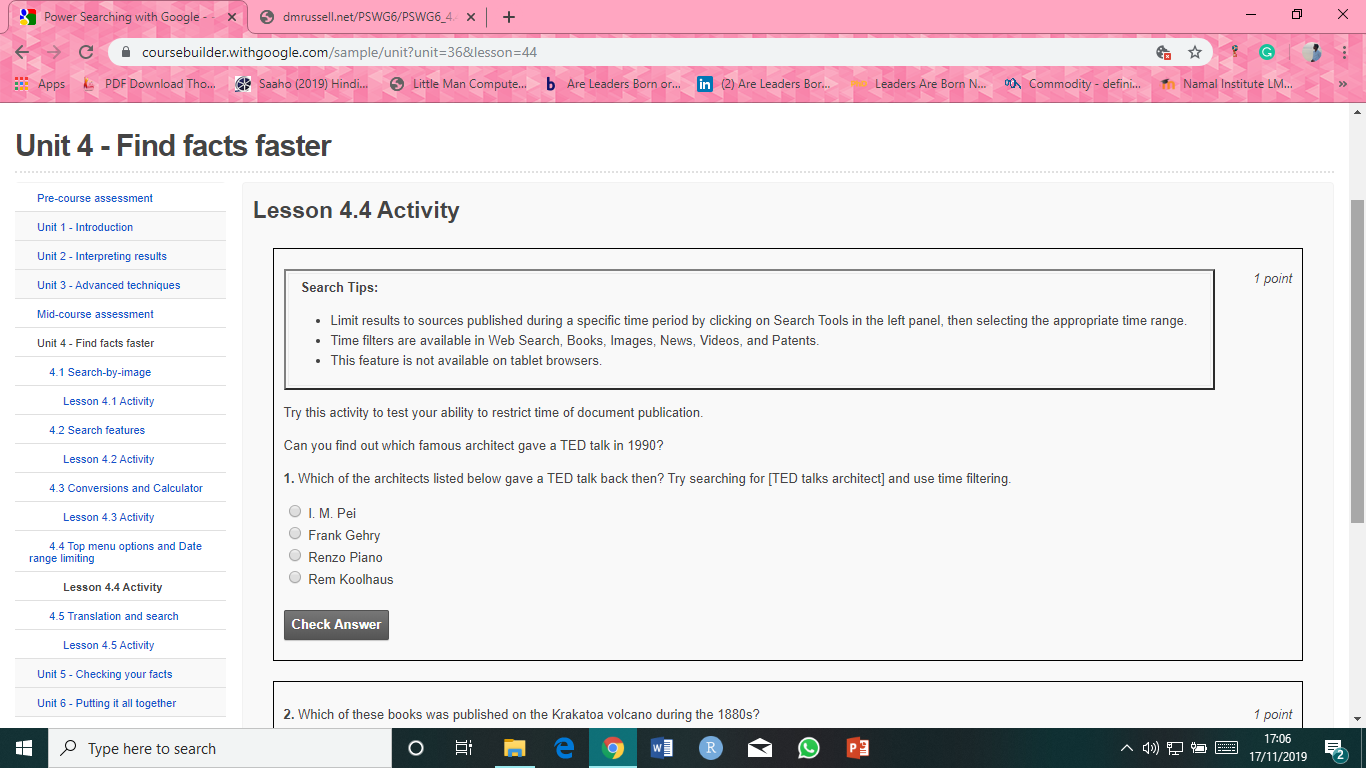 Power Searching with Google -
dmrussell.net/PSWG6/PSWG6_4.
coursebuilder.withgoogle.com/sample/unit?unit=36&lesson=44
Apps
PDF Download Tho...
Saaho (2019) Hindi...
Little Man Compute...
b
Are Leaders Born or...
in
(2) Are Leaders Bor...
Leaders Are Born N...
Commodity - defini...
Namal Institute LM...
»
Unit 4 - Find facts faster
Pre-course assessment
Unit 1 - Introduction
Unit 2 - Interpreting results
Unit 3 - Advanced techniques
Mid-course assessment
Unit 4 - Find facts faster
4.1 Search-by-image
Lesson 4.1 Activity
4.2 Search features
Lesson 4.2 Activity
4.3 Conversions and Calculator
Lesson 4.3 Activity
4.4 Top menu options and Date
range limiting
Lesson 4.4 Activity
4.5 Translation and search
Lesson 4.5 Activity
Unit 5 - Checking your facts
Unit 6 - Putting it all together
Lesson 4.4 Activity
1 point
Search Tips:
• Limit results to sources published during a specific time period by clicking on Search Tools in the left panel, then selecting the appropriate time range.
• Time filters are available in Web Search, Books, Images, News, Videos, and Patents.
• This feature is not available on tablet browsers.
Try this activity to test your ability to restrict time of document publication.
Can you find out which famous architect gave a TED talk in 1990?
1. Which of the architects listed below gave a TED talk back then? Try searching for [TED talks architect] and use time filtering.
I. M. Pei
Frank Gehry
Renzo Piano
Rem Koolhaus
Check Answer
2. Which of these books was published on the Krakatoa volcano during the 1880s?
1 point
Type here to search
17:06
17/11/2019
2